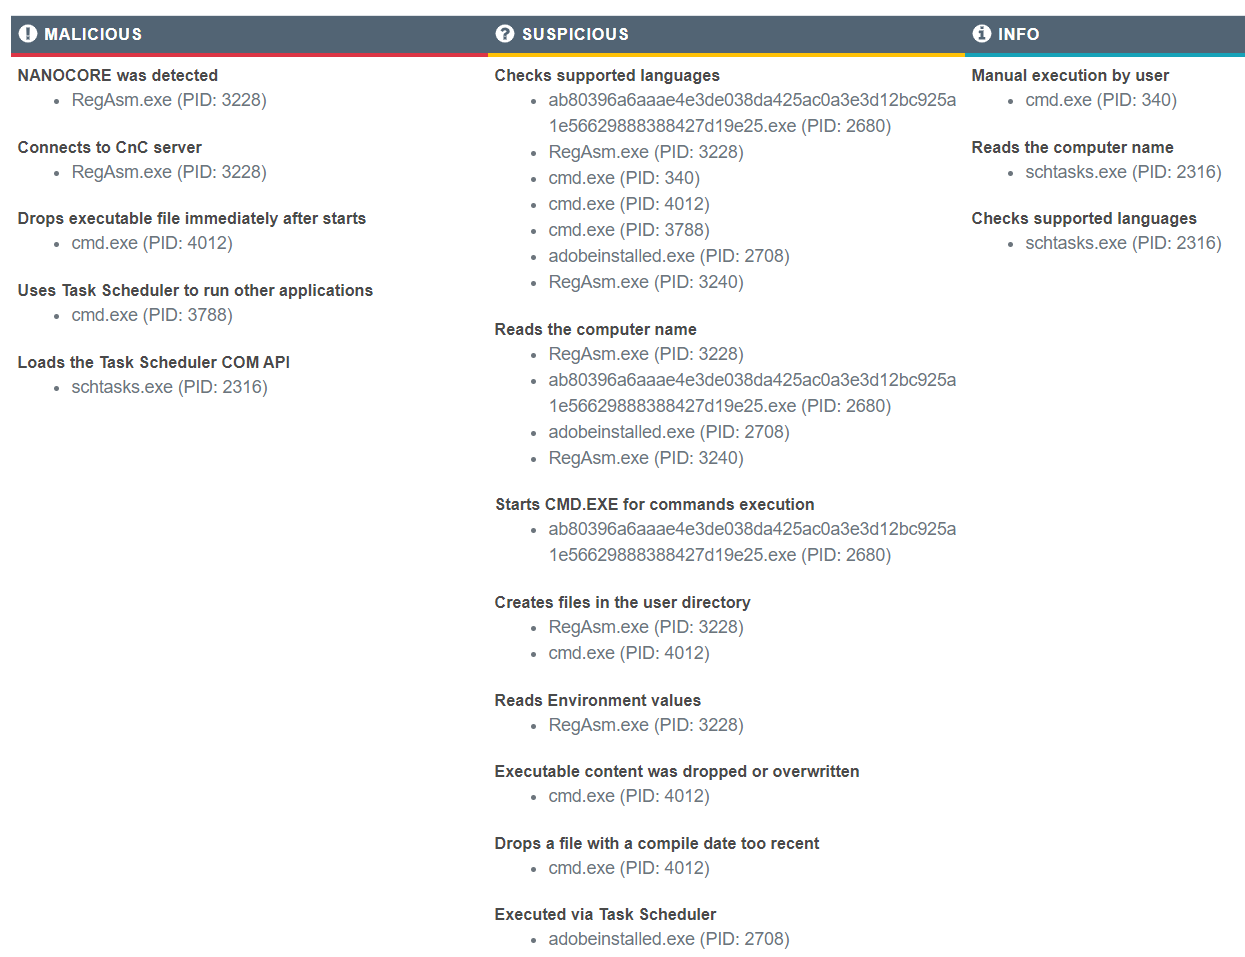 MALICIOUS
NANOCORE was detected
RegAsm.exe (PID: 3228)
Connects to CnC server
RegAsm.exe (PID: 3228)
Drops executable file immediately after starts
cmd.exe (PID: 4012)
Uses Task Scheduler to run other applications
cmd.exe (PID: 3788)
Loads the Task Scheduler COM API
schtasks.exe (PID: 2316)
SUSPICIOUS
Checks supported languages
ab80396a6aaae4e3de038da425ac0a3e3d12bc925a
1e56629888388427d19e25.exe (PID: 2680)
RegAsm.exe (PID: 3228)
cmd.exe (PID: 340)
cmd.exe (PID: 4012)
cmd.exe (PID: 3788)
adobeinstalled.exe (PID: 2708)
RegAsm.exe (PID: 3240)
Reads the computer name
RegAsm.exe (PID: 3228)
ab80396a6aaae4e3de038da425ac0a3e3d12bc925a
1e56629888388427d19e25.exe (PID: 2680)
adobeinstalled.exe (PID: 2708)
RegAsm.exe (PID: 3240)
Starts CMD.EXE for commands execution
ab80396a6aaae4e3de038da425ac0a3e3d12bc925a
1e56629888388427d19e25.exe (PID: 2680)
Creates files in the user directory
RegAsm.exe (PID: 3228)
cmd.exe (PID: 4012)
Reads Environment values
RegAsm.exe (PID: 3228)
Executable content was dropped or overwritten
cmd.exe (PID: 4012)
Drops a file with a compile date too recent
cmd.exe (PID: 4012)
Executed via Task Scheduler
adobeinstalled.exe (PID: 2708)
INFO
Manual execution by user
cmd.exe (PID: 340)
Reads the computer name
schtasks.exe (PID: 2316)
Checks supported languages
schtasks.exe (PID: 2316)